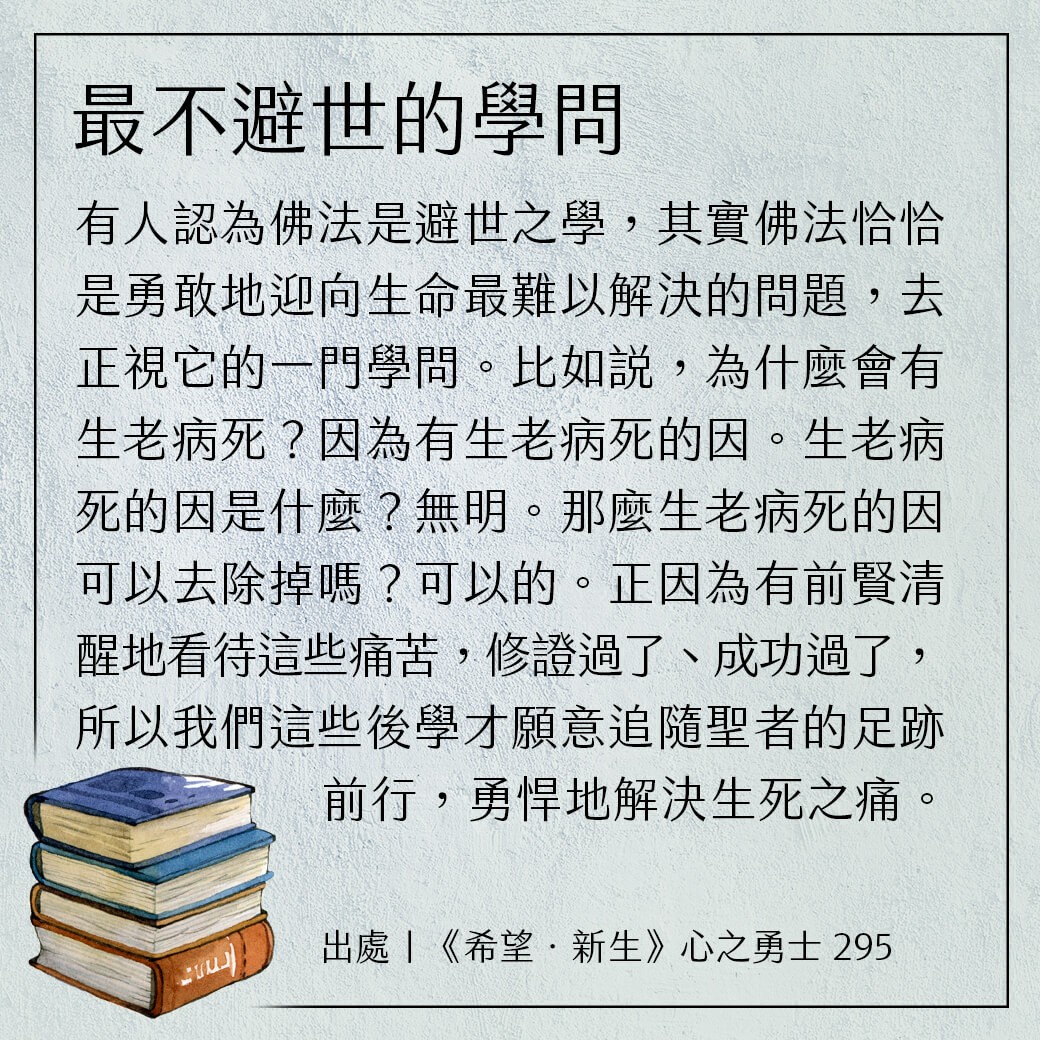 最不避世的學問
有人認為佛法是避世之學，其實佛法恰恰
是勇敢地迎向生命最難以解決的問題，去
正視它的一門學問。比如説，為什麼會有
生老病死？因為有生老病死的因。生老病
死的因是什麼？無明。那麼生老病死的因
可以去除掉嗎？可以的。正因為有前賢清
醒地看待這些痛苦，修證過了、成功過了，
所以我們這些後學才願意追隨聖者的足跡
前行，勇悍地解決生死之痛。
出處｜《希望．新生》心之勇士 295